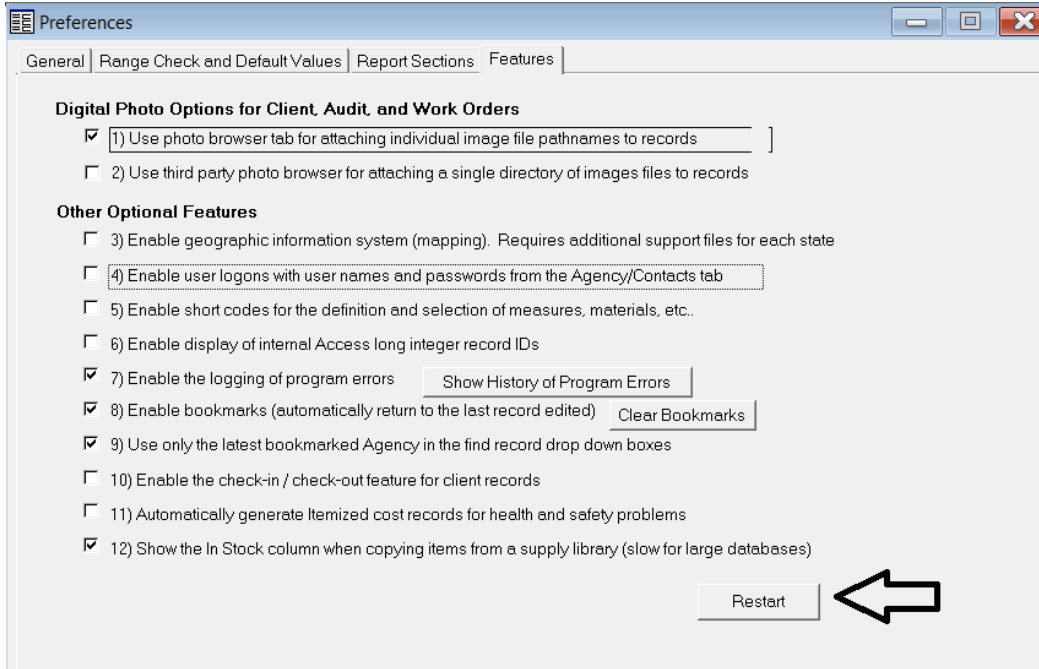 Preferences
General Range Check and Default Values Report Sections Features
Digital Photo Options for Client, Audit, and Work Orders
1) Use photo browser tab for attaching individual image file pathnames to records
2) Use third party photo browser for attaching a single directory of images files to records
Other Optional Features
3) Enable geographic information system (mapping). Requires additional support files for each state
4) Enable user logons with user names and passwords from the Agency/Contacts tab
5) Enable short codes for the definition and selection of measures, materials, etc..
6) Enable display of internal Access long integer record IDs
7) Enable the logging of program errors Show History of Program Errors
8) Enable bookmarks (automatically return to the last record edited) Clear Bookmarks
9) Use only the latest bookmarked Agency in the find record drop down boxes
10) Enable the check-in / check-out feature for client records
11) Automatically generate Itemized cost records for health and safety problems
12) Show the In Stock column when copying items from a supply library (slow for large databases)
Restart